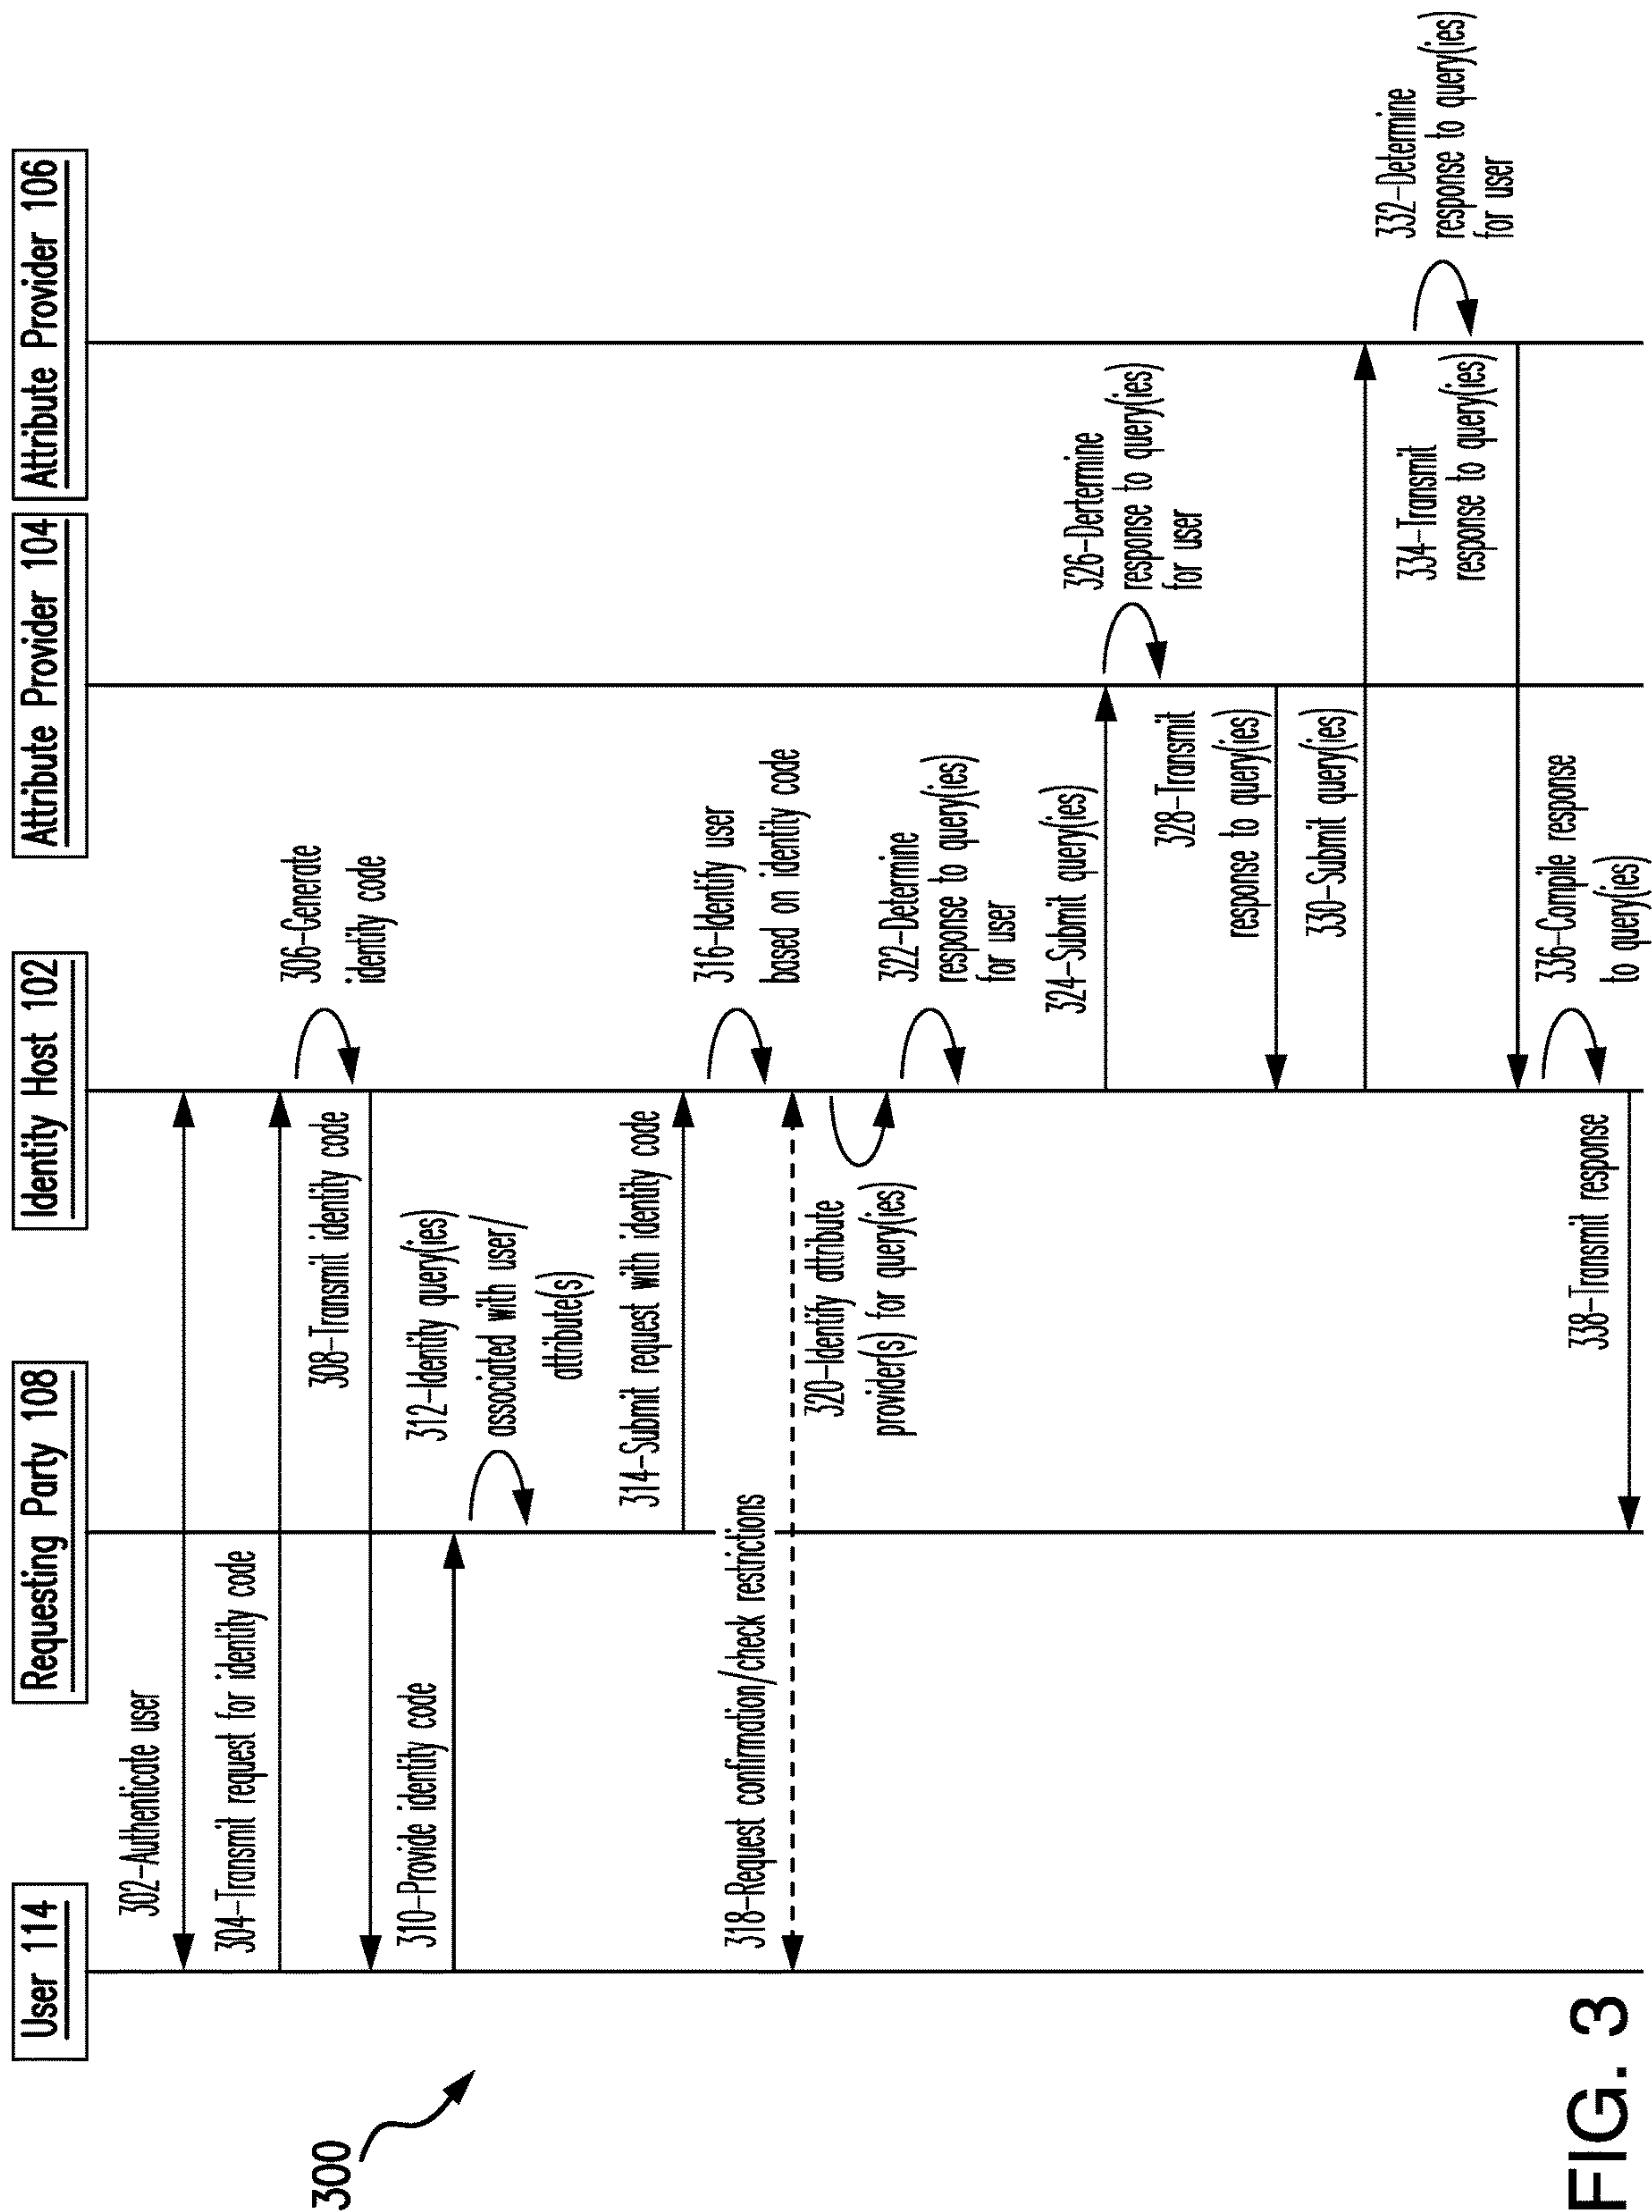 User 114
Requesting Party 108
Identity Host 102
Attribute Provider 104
Attribute Provider 106
302-Authenticate user
304-Transmit request for identity code
306-Generate
identity code
308-Transmit identity code
310-Provide identity code
312-Identity query(ies)
associated with user/
attribute(s)
314-Submit request with identity code
316-Identify user
based on identity code
318-Request confirmation/check restrictions
320-Identify attribute
provider(s) for query(ies)
322-Determine
response to query(ies)
for user
324-Submit query(ies)
326-Dertermine
response to query(ies)
for user
328-Transmit
response to query(ies)
330-Submit query(ies)
332-Determine
response to query(ies)
for user
334-Transmit
response to query(ies)
336-Compile response
to query(ies)
338-Transmit response
300
FIG. 3